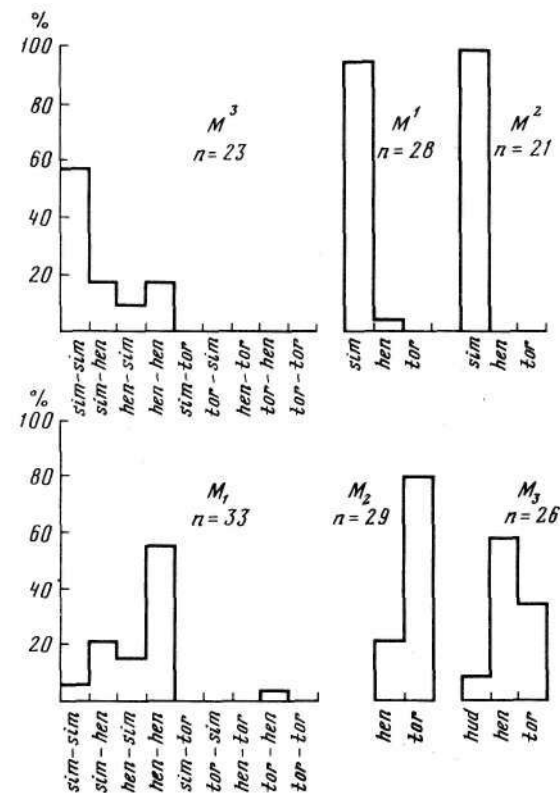 %
100
80
60
40
20
M³
n=23
M¹
n=28
M²
n=21
sim-sim
sim-hen
hen-sim
hen-hen
sim-tor
tor-sim
hen-tor
tor-hen
tor-tor
sim
hen
tor
sim
hen
tor
%
100
80
60
40
20
M₁
n=33
M₂
n=29
M₃
n=26
sim-sim
sim-hen
hen-sim
hen-hen
sim-tor
tor-sim
hen-tor
tor-hen
tor-tor
hen
tor
hud
hen
tor